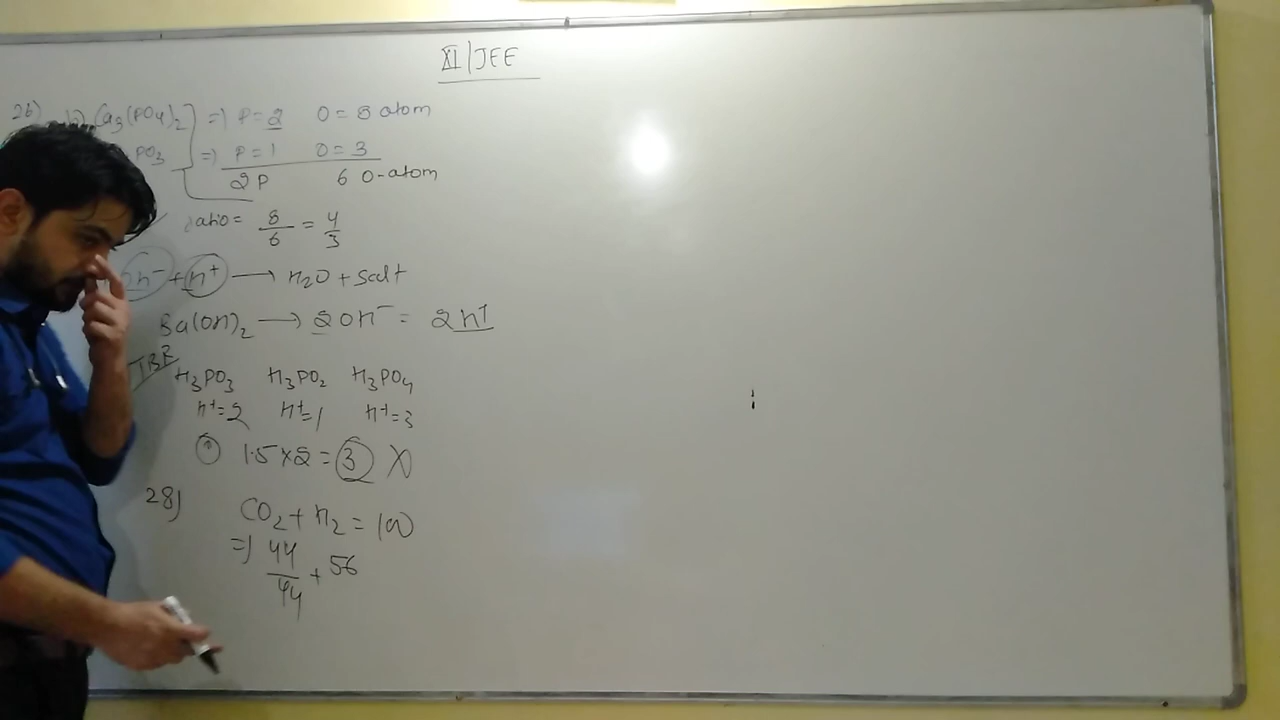 XI/JEE
26) Ca3(PO4)2 => P=2 O=8 atom
PO3 => P=1 O=3
2P 6 O-atom
ratio= 8/6 = 4/3
OH⁻ + H⁺ → H2O + salt
Ba(OH)2 → 2OH⁻ = 2H⁺
H3PO3 H3PO2 H3PO4
H⁺=2 H⁺=1 H⁺=3
1.5×2=3 X
28) CO2 + N2 = 100
=> 44/44 + 56